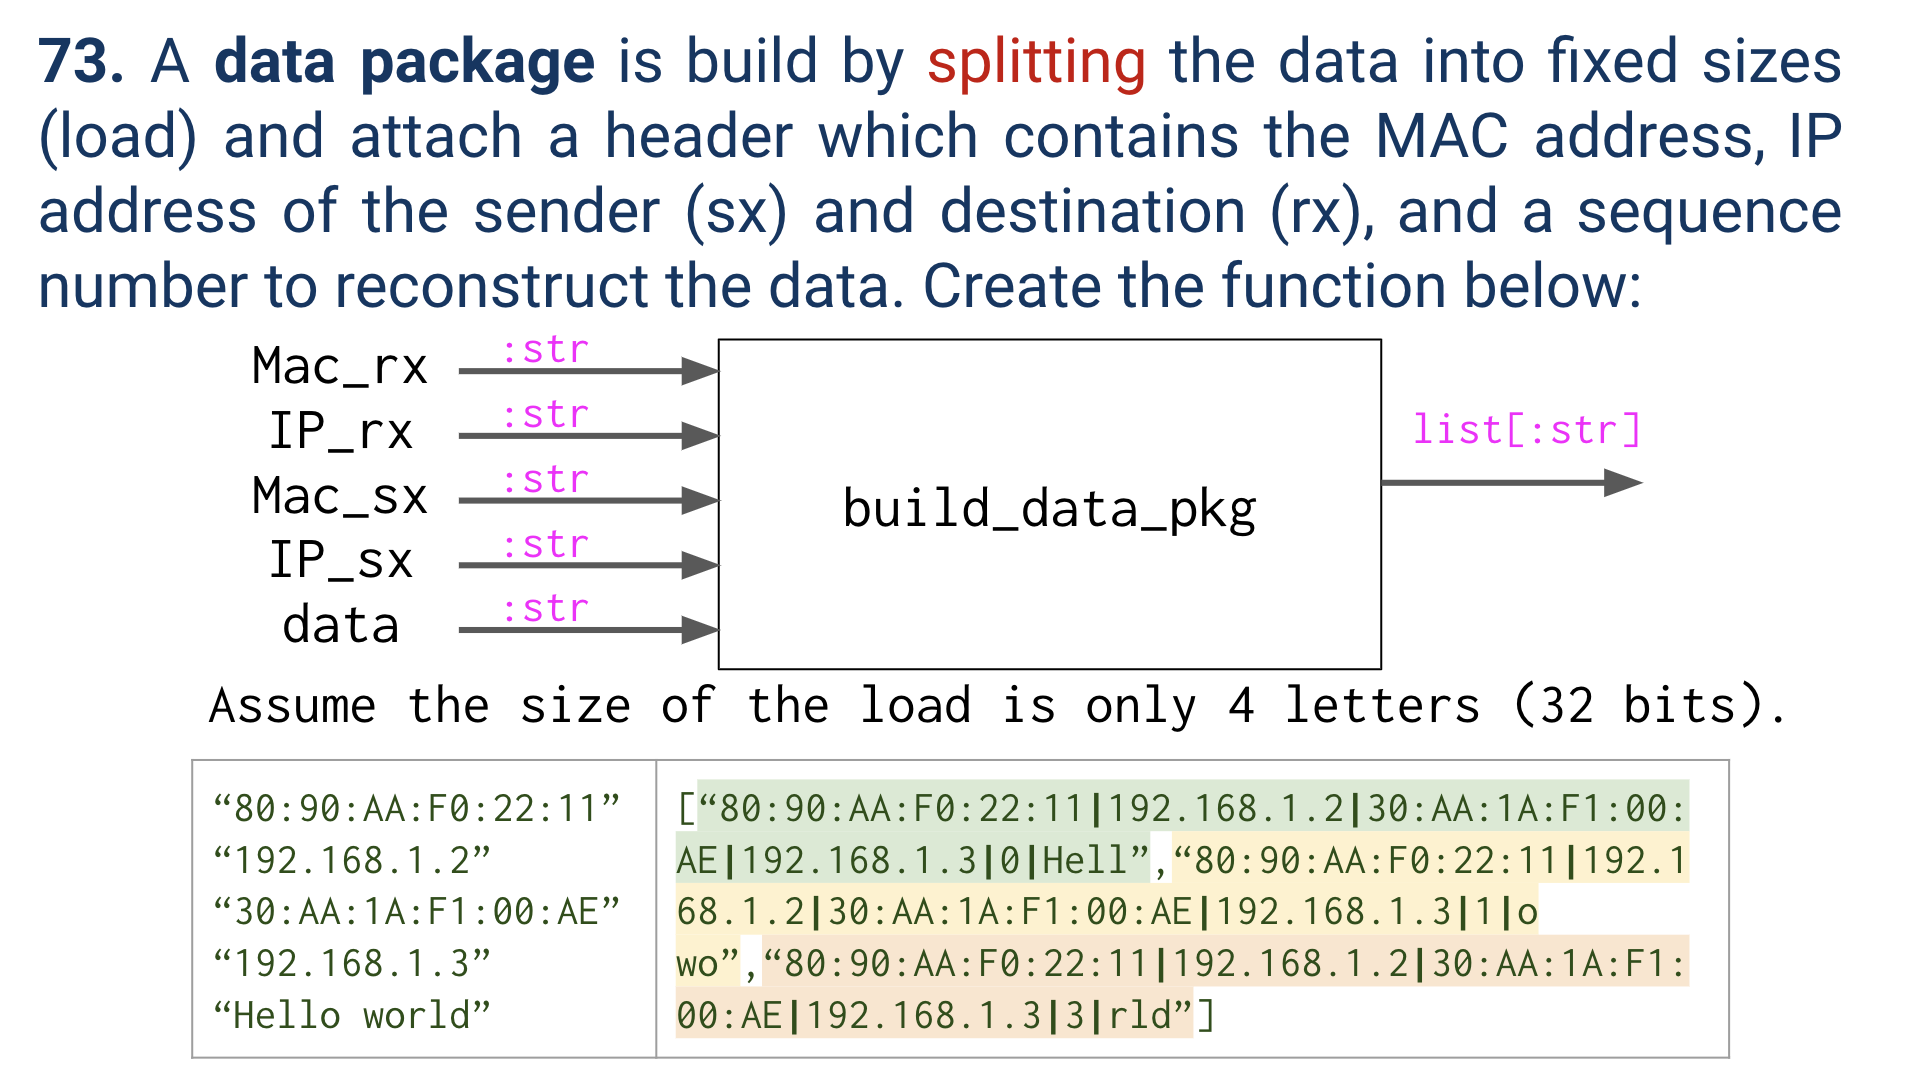 73. A data package is build by splitting the data into fixed sizes
(load) and attach a header which contains the MAC address, IP
address of the sender (sx) and destination (rx), and a sequence
number to reconstruct the data. Create the function below:
Mac_rx :str
IP_rx :str
Mac_sx :str
IP_sx :str
data :str
build_data_pkg
list[:str]
Assume the size of the load is only 4 letters (32 bits).
“80:90:AA:F0:22:11”
“192.168.1.2”
“30:AA:1A:F1:00:AE”
“192.168.1.3”
“Hello world”
[“80:90:AA:F0:22:11|192.168.1.2|30:AA:1A:F1:00:
AE|192.168.1.3|0|Hell”,“80:90:AA:F0:22:11|192.1
68.1.2|30:AA:1A:F1:00:AE|192.168.1.3|1|o
wo”,“80:90:AA:F0:22:11|192.168.1.2|30:AA:1A:F1:
00:AE|192.168.1.3|3|rld”]